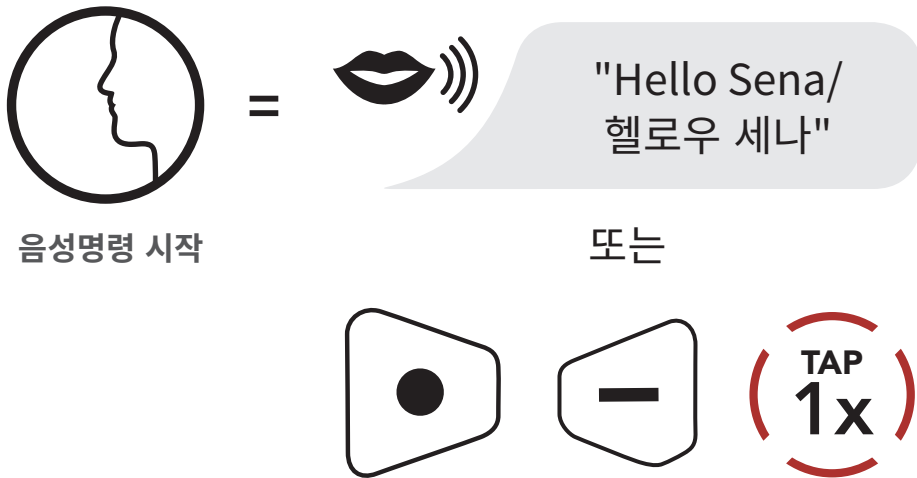 =
"Hello Sena/
헬로우 세나"
음성명령 시작
또는
TAP
1x